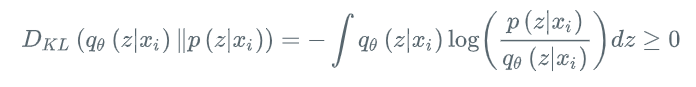 D_{KL} (q_θ (z|x_i) || p (z|x_i)) = − ∫ q_θ (z|x_i) log( p (z|x_i) / q_θ (z|x_i) ) dz ≥ 0